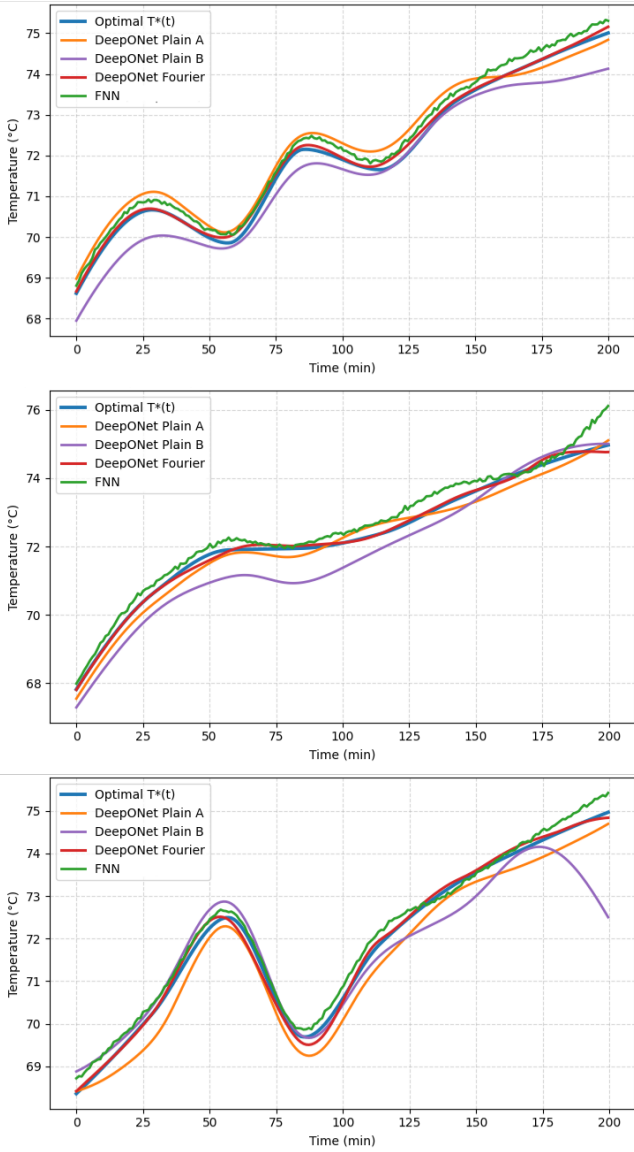 Temperature (°C)
75
74
73
72
71
70
69
68
Optimal T*(t)
DeepONet Plain A
DeepONet Plain B
DeepONet Fourier
FNN
0 25 50 75 100 125 150 175 200
Time (min)
Temperature (°C)
76
74
72
70
68
Optimal T*(t)
DeepONet Plain A
DeepONet Plain B
DeepONet Fourier
FNN
0 25 50 75 100 125 150 175 200
Time (min)
Temperature (°C)
75
74
73
72
71
70
69
Optimal T*(t)
DeepONet Plain A
DeepONet Plain B
DeepONet Fourier
FNN
0 25 50 75 100 125 150 175 200
Time (min)